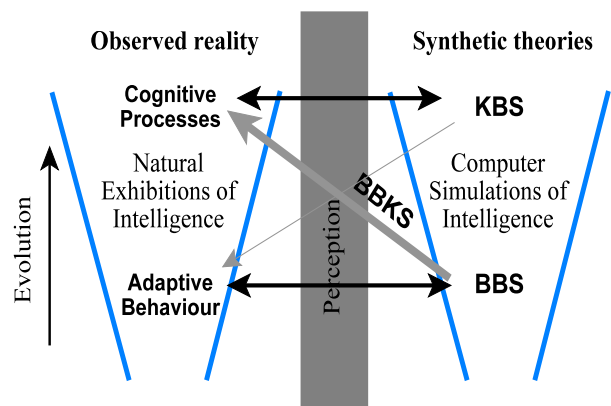 Observed reality
Synthetic theories
Cognitive
Processes
KBS
Natural
Exhibitions of
Intelligence
Computer
Simulations of
Intelligence
BBKS
Perception
Evolution
Adaptive
Behaviour
BBS